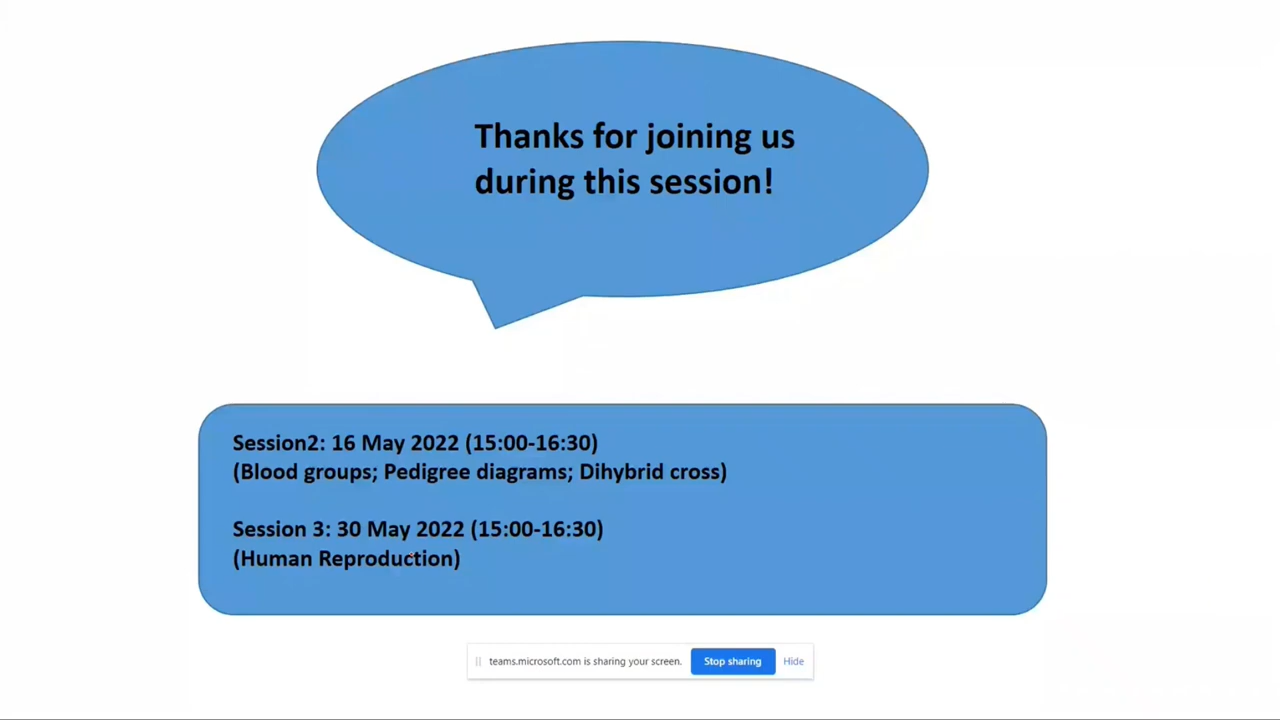 Thanks for joining us
during this session!
Session2: 16 May 2022 (15:00-16:30)
(Blood groups; Pedigree diagrams; Dihybrid cross)
Session 3: 30 May 2022 (15:00-16:30)
(Human Reproduction)
teams.microsoft.com is sharing your screen. Stop sharing Hide